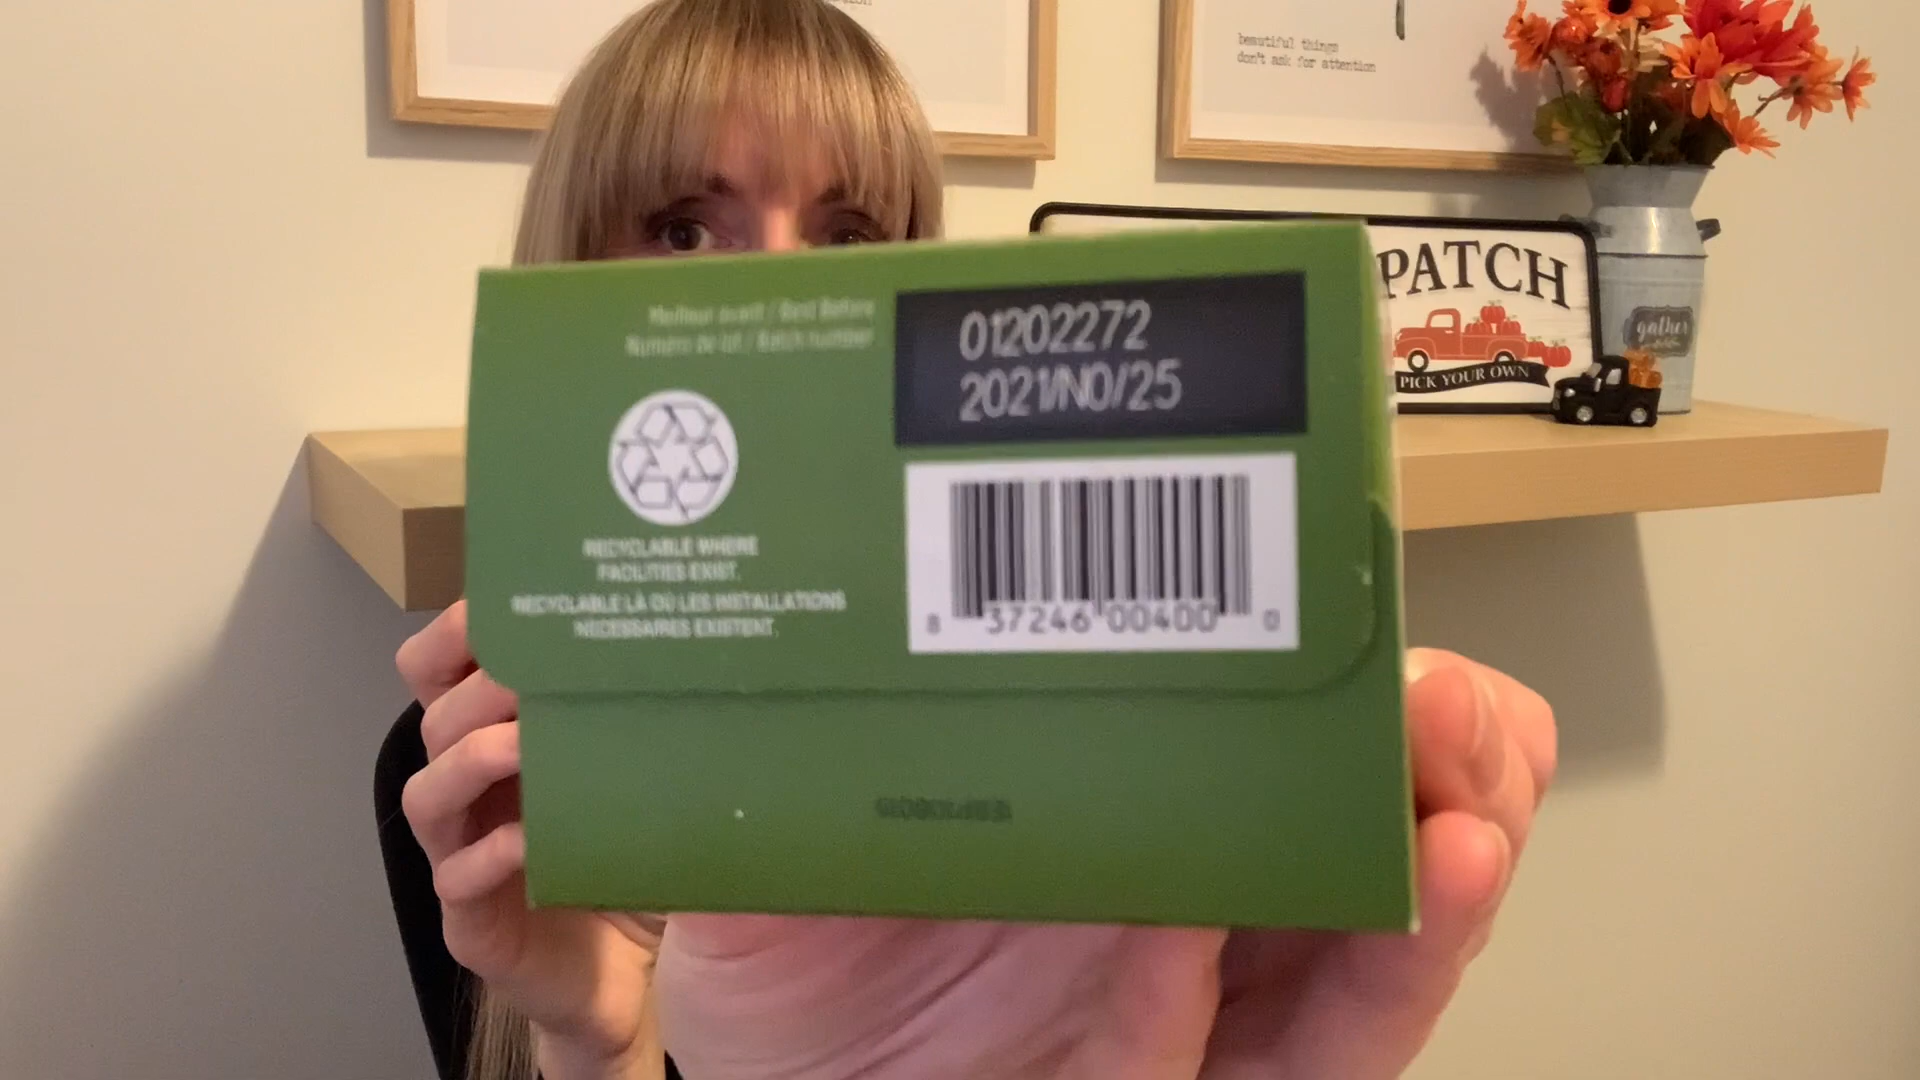 beautiful things
don't ask for attention
PATCH
gather
PICK YOUR OWN
Meilleur avant / Best Before
Numéro de lot / Batch number
01202272
2021/NO/25
RECYCLABLE WHERE
FACILITIES EXIST.
RECYCLABLE LÀ OÙ LES INSTALLATIONS
NÉCESSAIRES EXISTENT.
8 37246 00400 0